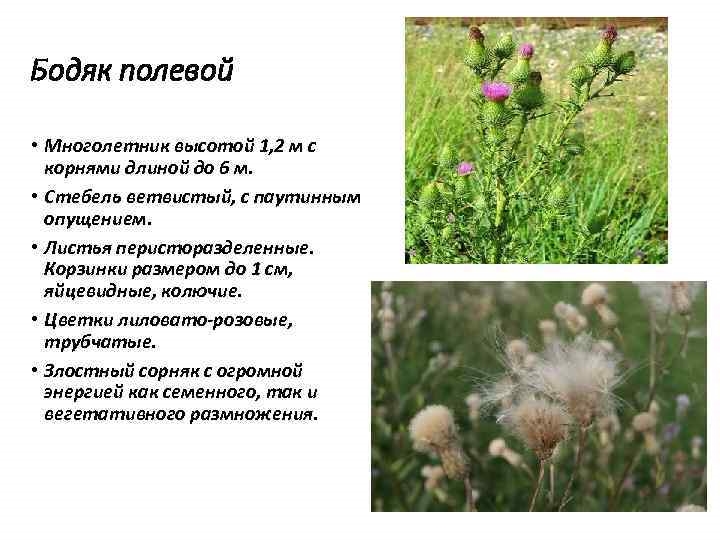 Бодяк полевой
• Многолетник высотой 1,2 м с
корнями длиной до 6 м.
• Стебель ветвистый, с паутинным
опущением.
• Листья перисторазделенные.
Корзинки размером до 1 см,
яйцевидные, колючие.
• Цветки лиловато-розовые,
трубчатые.
• Злостный сорняк с огромной
энергией как семенного, так и
вегетативного размножения.